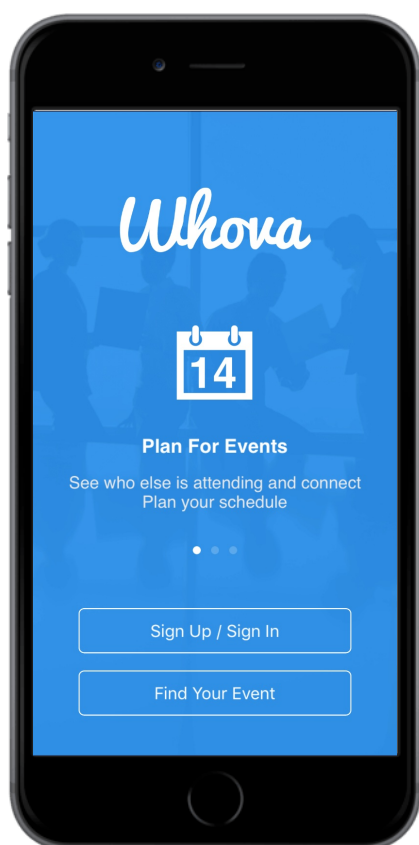 Whova
14
Plan For Events
See who else is attending and connect
Plan your schedule
Sign Up / Sign In
Find Your Event